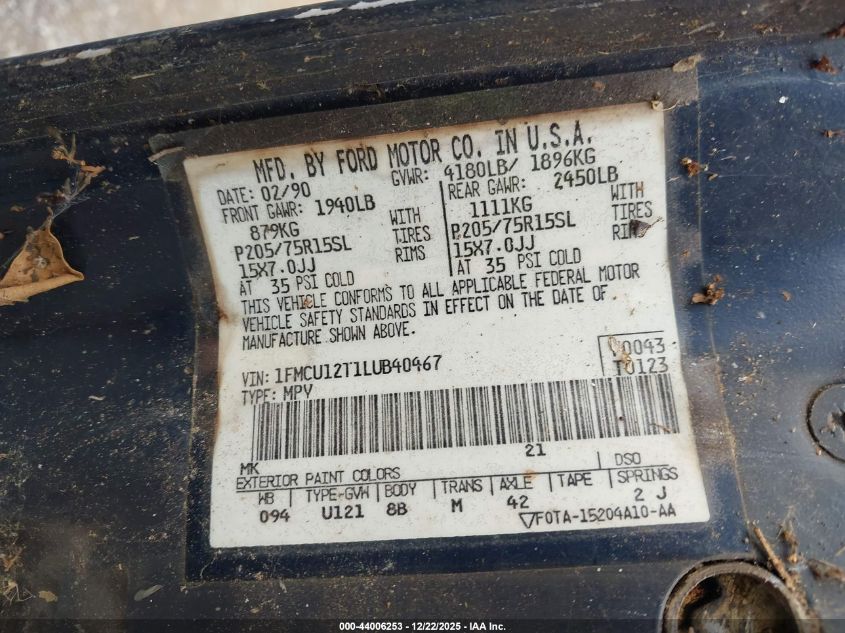 MFD. BY FORD MOTOR CO. IN U.S.A.
DATE: 02/90 GVWR: 4180LB/ 1896KG
FRONT GAWR: 1940LB REAR GAWR: 2450LB
879KG WITH 1111KG WITH
P205/75R15SL TIRES P205/75R15SL TIRES
15X7.0JJ RIMS 15X7.0JJ RIMS
AT 35 PSI COLD AT 35 PSI COLD
THIS VEHICLE CONFORMS TO ALL APPLICABLE FEDERAL MOTOR
VEHICLE SAFETY STANDARDS IN EFFECT ON THE DATE OF
MANUFACTURE SHOWN ABOVE.
VIN: 1FMCU12T1LUB40467
TYPE: MPV
T0123
21
MK
EXTERIOR PAINT COLORS DSO
WB TYPE-GVW BODY TRANS AXLE TAPE SPRINGS
094 U121 8B M 42 2 J
F0TA-15204A10-AA
000-44006253 - 12/22/2025 - IAA Inc.